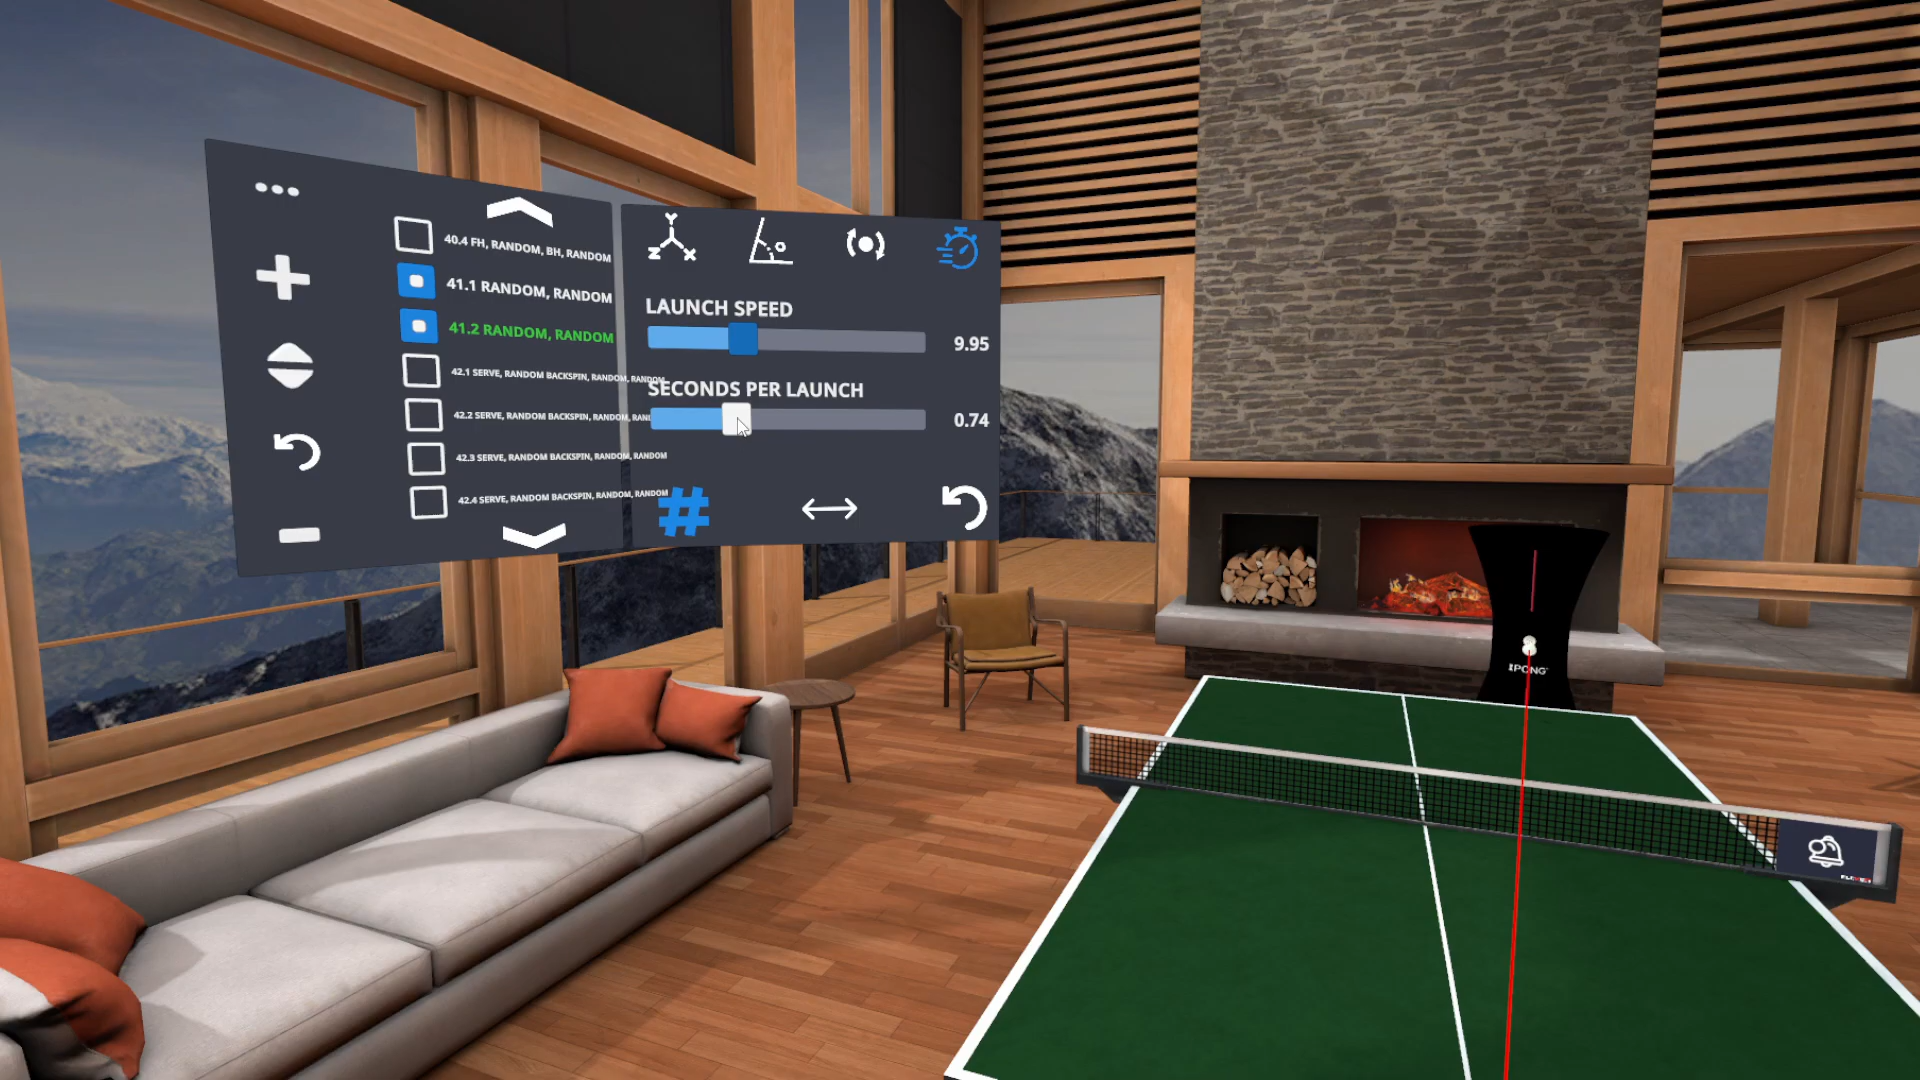 40.4 FH, RANDOM, BH, RANDOM
41.1 RANDOM, RANDOM
41.2 RANDOM, RANDOM
42.1 SERVE, RANDOM BACKSPIN, RANDOM, RANDOM
42.2 SERVE, RANDOM BACKSPIN, RANDOM,
42.3 SERVE, RANDOM BACKSPIN, RANDOM, RANDOM
42.4 SERVE, RANDOM BACKSPIN, RANDOM, RANDOM
Y
Z X
LAUNCH SPEED
9.95
SECONDS PER LAUNCH
0.74
#
IPONG
ELEVEN